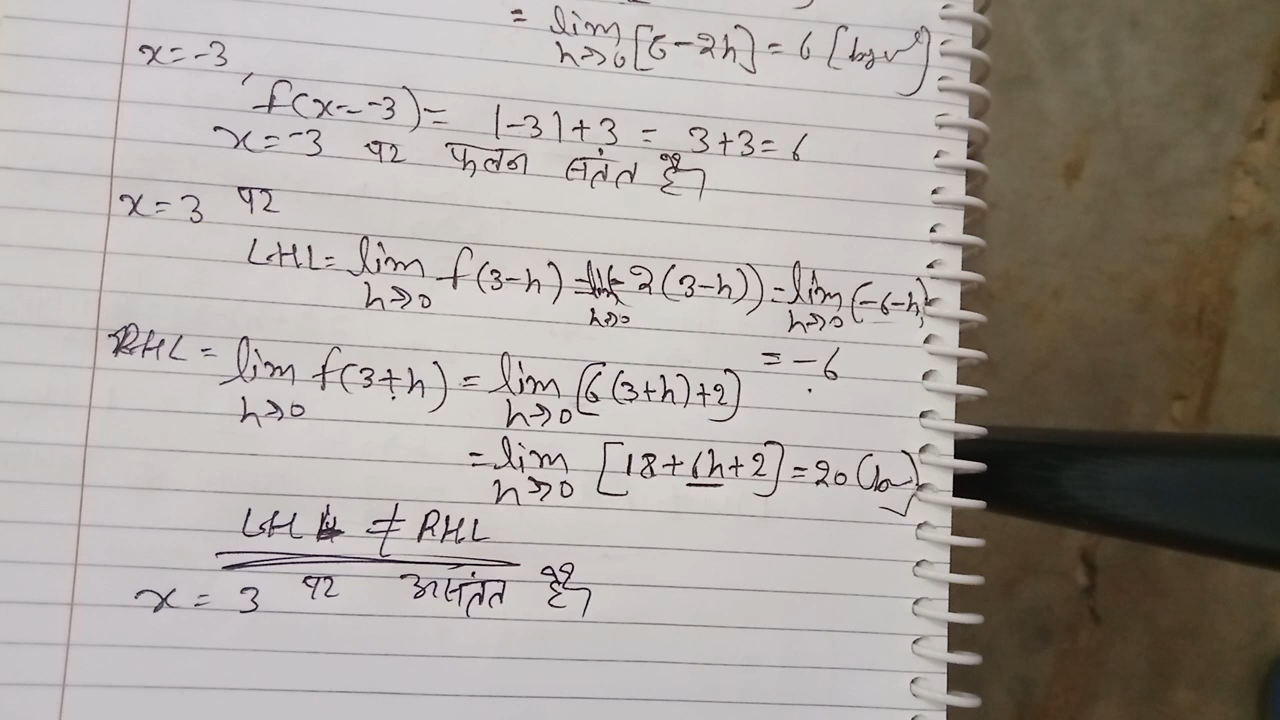 = lim h→0 [6-2h] = 6
x=-3,
f(x=-3) = |-3|+3 = 3+3=6
x=-3 पर फलन संतत है।
x=3 पर
LHL= lim h→0 f(3-h) = lim h→0 -2(3-h)) = lim h→0 (-6-h)
= -6
RHL = lim h→0 f(3+h) = lim h→0 [6(3+h)+2]
= lim h→0 [18+6h+2] = 20
LHL ≠ RHL
x = 3 पर असंतत है।